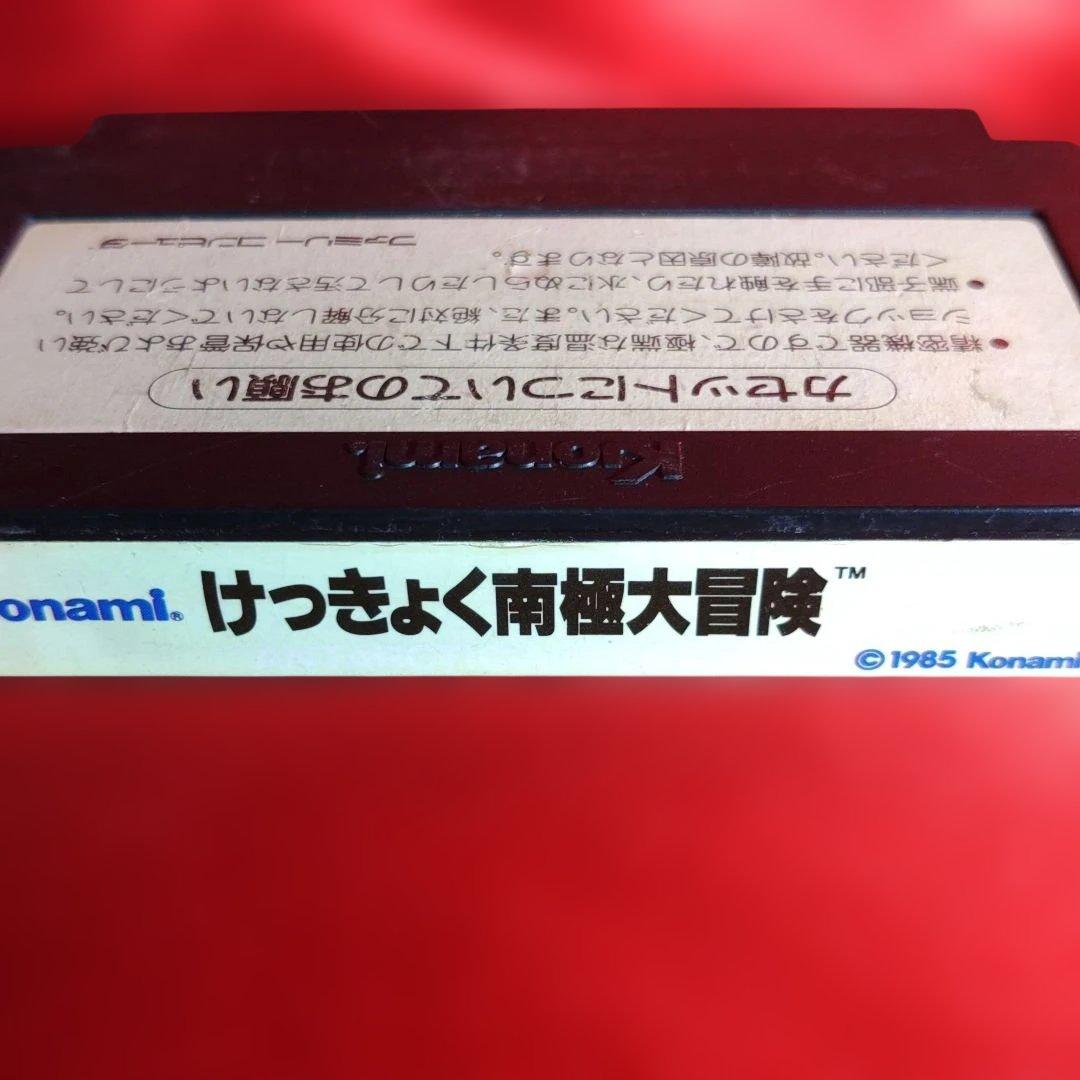 カセットについてのお願い
● 精密機器ですので、極端な温度条件下での使用や保管および強い
ショックをさけてください。また、絶対に分解しないでください。
● 端子部に手を触れたり、水にぬらしたりして汚さないようにして
ください。故障の原因となります。
ファミリーコンピュータ
Konami
onami® けっきょく南極大冒険™
©1985 Konami